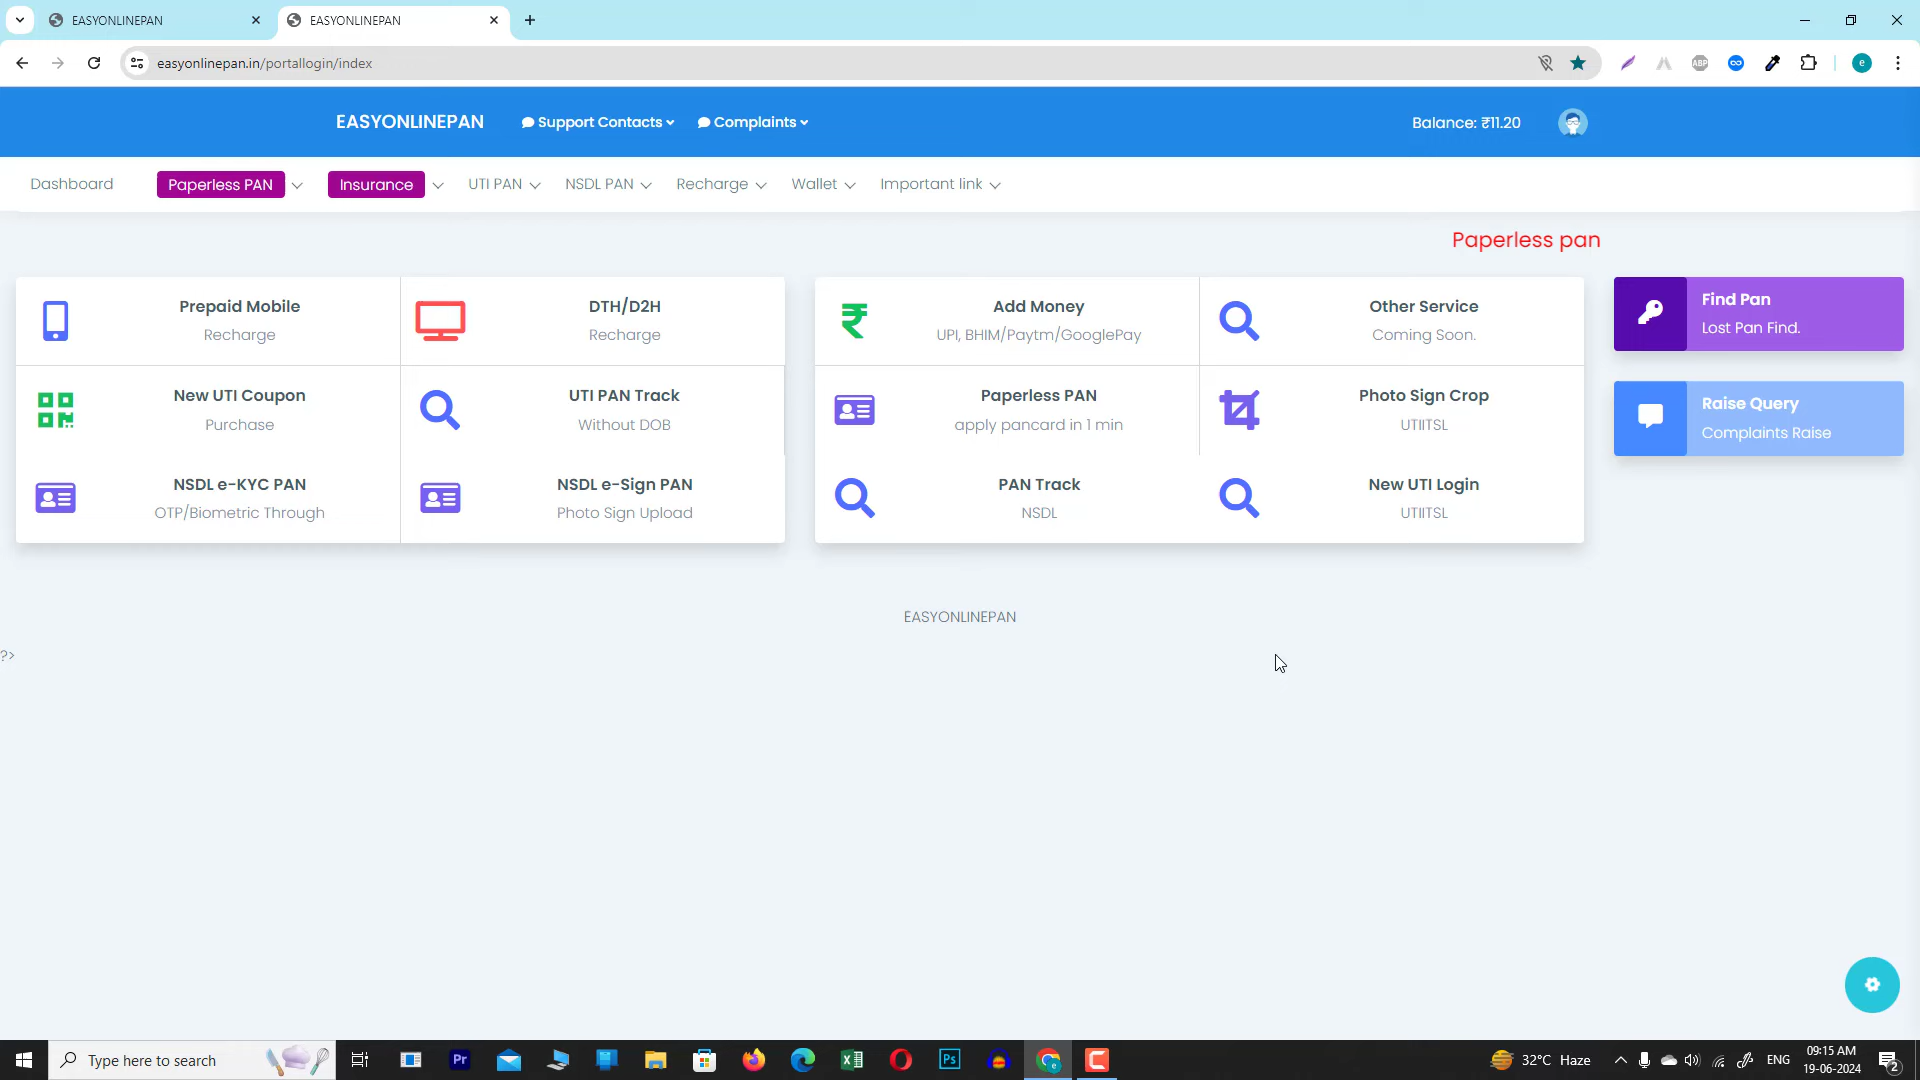 EASYONLINEPAN
EASYONLINEPAN
easyonlinepan.in/portallogin/index
ABP
e
EASYONLINEPAN
Support Contacts
Complaints
Balance: ₹11.20
Dashboard
Paperless PAN
Insurance
UTI PAN
NSDL PAN
Recharge
Wallet
Important link
Paperless pan
Prepaid Mobile
Recharge
DTH/D2H
Recharge
Add Money
UPI, BHIM/Paytm/GooglePay
Other Service
Coming Soon.
Find Pan
Lost Pan Find.
New UTI Coupon
Purchase
UTI PAN Track
Without DOB
Paperless PAN
apply pancard in 1 min
Photo Sign Crop
UTIITSL
Raise Query
Complaints Raise
NSDL e-KYC PAN
OTP/Biometric Through
NSDL e-Sign PAN
Photo Sign Upload
PAN Track
NSDL
New UTI Login
UTIITSL
EASYONLINEPAN
?>
Type here to search
Pr
Ps
32°C Haze
ENG
09:15 AM
19-06-2024
2